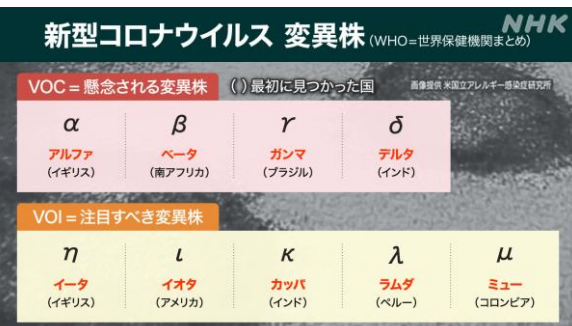 NHK
新型コロナウイルス 変異株(WHO=世界保健機関まとめ)
VOC=懸念される変異株 ( )最初に見つかった国 画像提供 米国立アレルギー感染症研究所
α β γ δ
アルファ ベータ ガンマ デルタ
(イギリス) (南アフリカ) (ブラジル) (インド)
VOI=注目すべき変異株
η ι κ λ μ
イータ イオタ カッパ ラムダ ミュー
(イギリス) (アメリカ) (インド) (ペルー) (コロンビア)